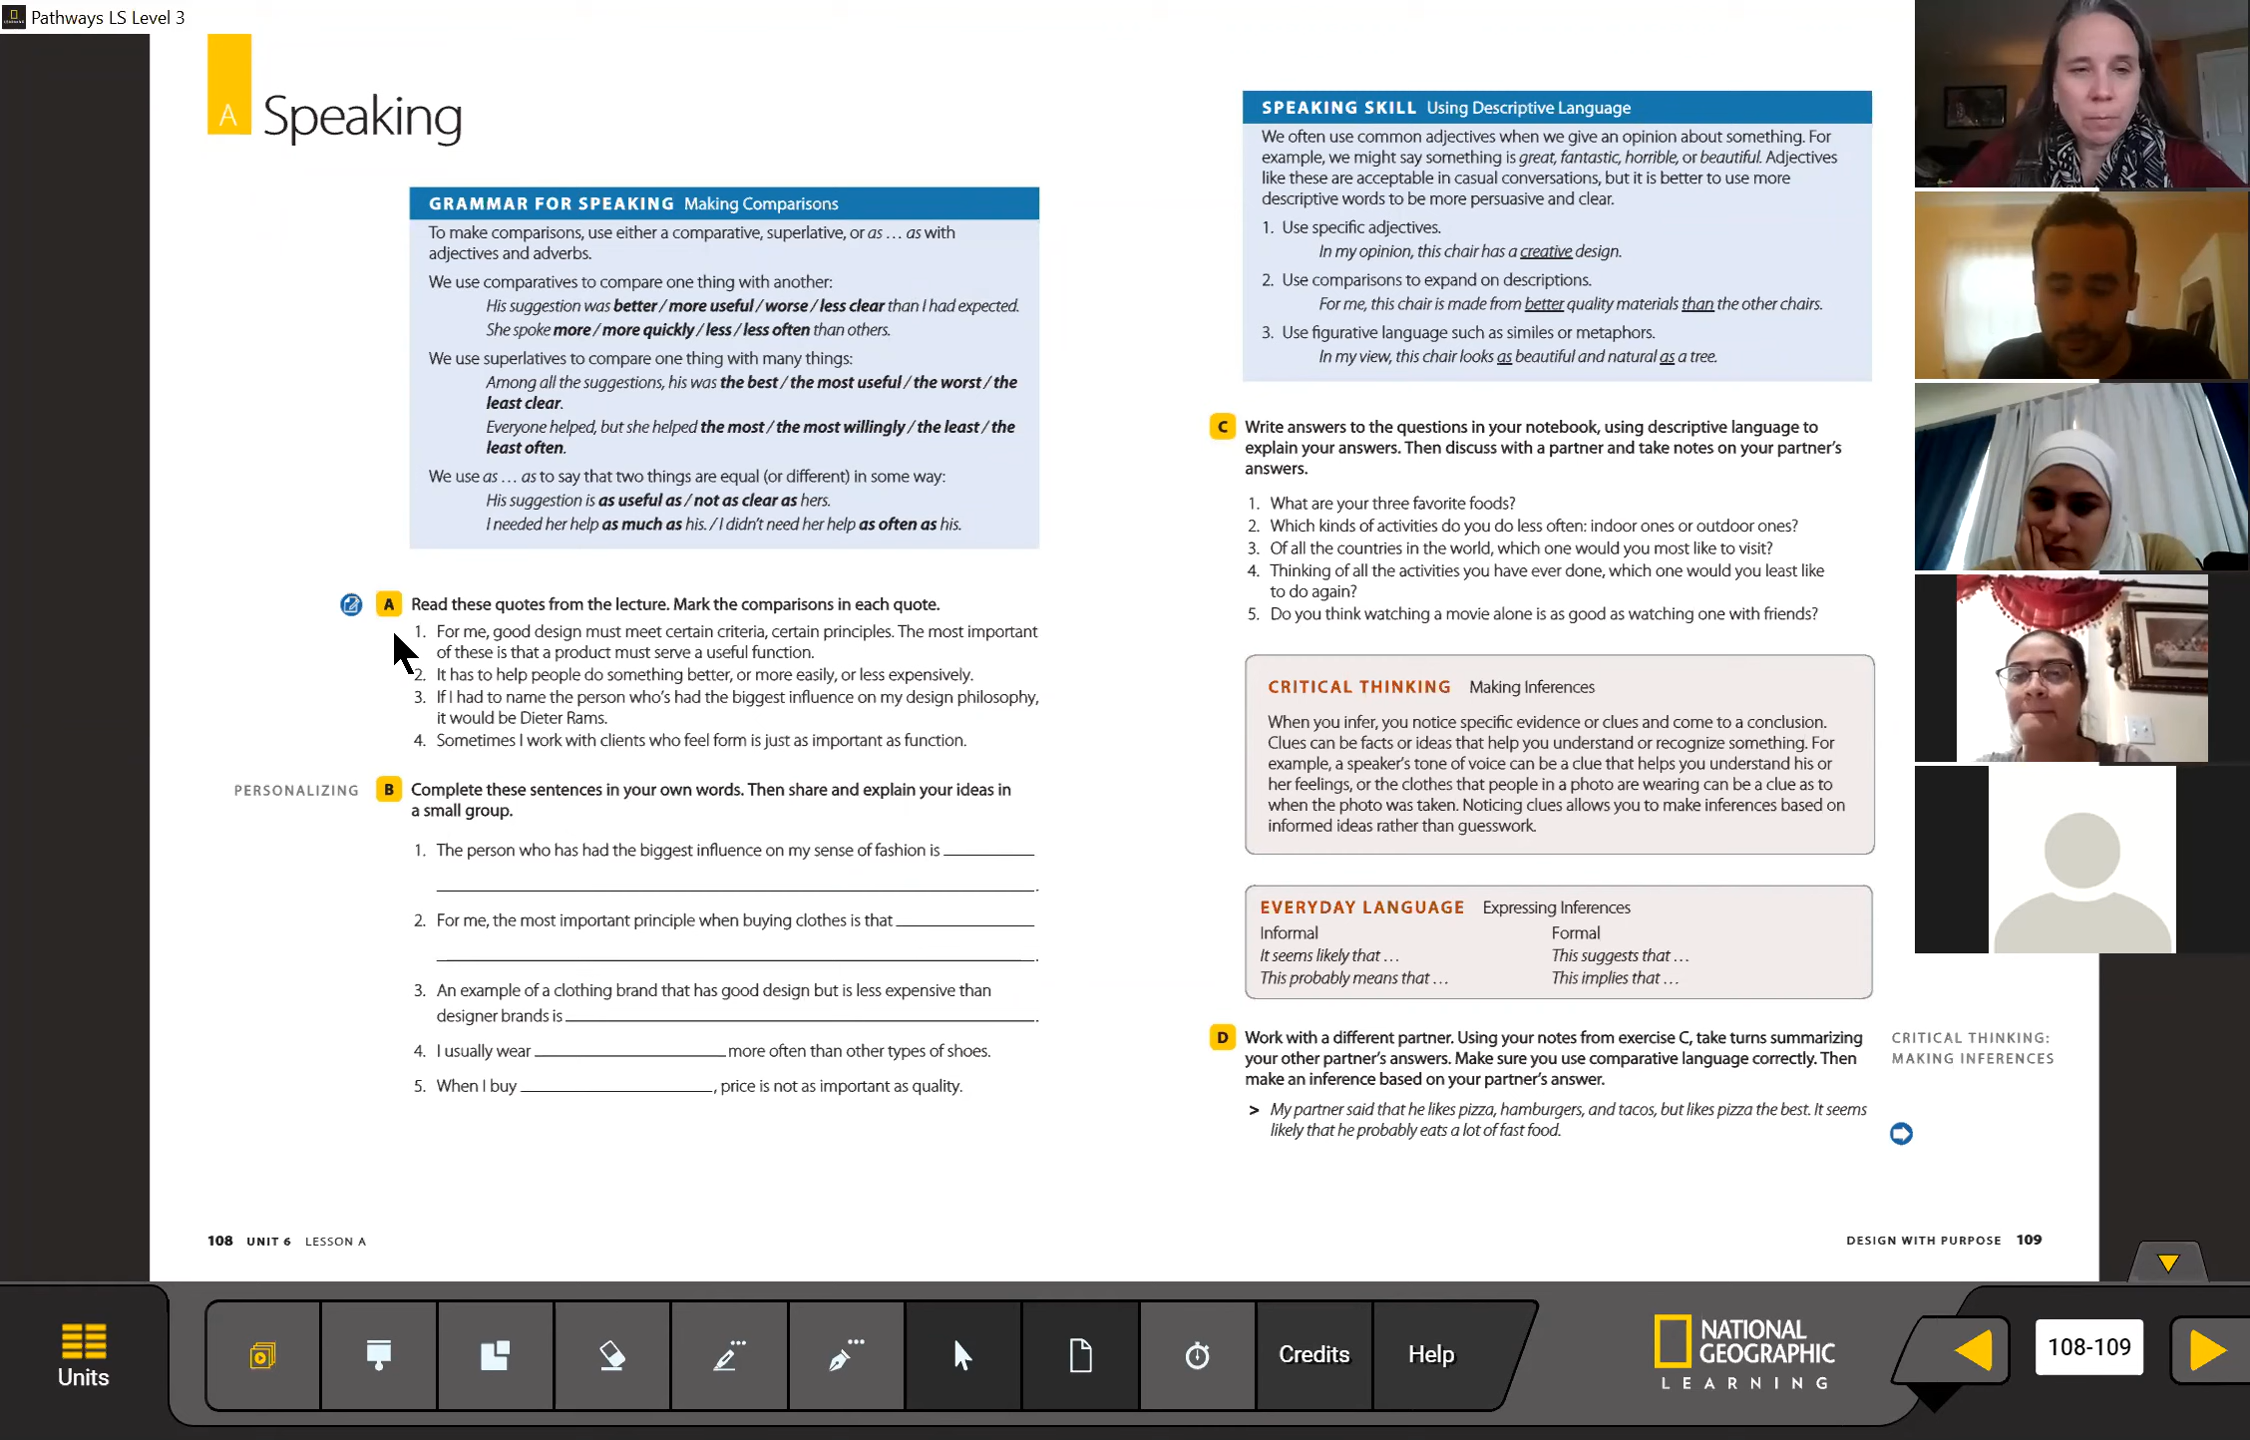 Pathways LS Level 3
A
Speaking
GRAMMAR FOR SPEAKING Making Comparisons
To make comparisons, use either a comparative, superlative, or as … as with
adjectives and adverbs.
We use comparatives to compare one thing with another:
His suggestion was better / more useful / worse / less clear than I had expected.
She spoke more / more quickly / less / less often than others.
We use superlatives to compare one thing with many things:
Among all the suggestions, his was the best / the most useful / the worst / the
least clear.
Everyone helped, but she helped the most / the most willingly / the least / the
least often.
We use as … as to say that two things are equal (or different) in some way:
His suggestion is as useful as / not as clear as hers.
I needed her help as much as his. / I didn't need her help as often as his.
A Read these quotes from the lecture. Mark the comparisons in each quote.
1. For me, good design must meet certain criteria, certain principles. The most important
of these is that a product must serve a useful function.
2. It has to help people do something better, or more easily, or less expensively.
3. If I had to name the person who's had the biggest influence on my design philosophy,
it would be Dieter Rams.
4. Sometimes I work with clients who feel form is just as important as function.
PERSONALIZING
B Complete these sentences in your own words. Then share and explain your ideas in
a small group.
1. The person who has had the biggest influence on my sense of fashion is ______
______.
2. For me, the most important principle when buying clothes is that ______
______.
3. An example of a clothing brand that has good design but is less expensive than
designer brands is ______.
4. I usually wear ______ more often than other types of shoes.
5. When I buy ______, price is not as important as quality.
108 UNIT 6 LESSON A
SPEAKING SKILL Using Descriptive Language
We often use common adjectives when we give an opinion about something. For
example, we might say something is great, fantastic, horrible, or beautiful. Adjectives
like these are acceptable in casual conversations, but it is better to use more
descriptive words to be more persuasive and clear.
1. Use specific adjectives.
In my opinion, this chair has a creative design.
2. Use comparisons to expand on descriptions.
For me, this chair is made from better quality materials than the other chairs.
3. Use figurative language such as similes or metaphors.
In my view, this chair looks as beautiful and natural as a tree.
C Write answers to the questions in your notebook, using descriptive language to
explain your answers. Then discuss with a partner and take notes on your partner's
answers.
1. What are your three favorite foods?
2. Which kinds of activities do you do less often: indoor ones or outdoor ones?
3. Of all the countries in the world, which one would you most like to visit?
4. Thinking of all the activities you have ever done, which one would you least like
to do again?
5. Do you think watching a movie alone is as good as watching one with friends?
CRITICAL THINKING Making Inferences
When you infer, you notice specific evidence or clues and come to a conclusion.
Clues can be facts or ideas that help you understand or recognize something. For
example, a speaker's tone of voice can be a clue that helps you understand his or
her feelings, or the clothes that people in a photo are wearing can be a clue as to
when the photo was taken. Noticing clues allows you to make inferences based on
informed ideas rather than guesswork.
EVERYDAY LANGUAGE Expressing Inferences
Informal Formal
It seems likely that … This suggests that …
This probably means that … This implies that …
D Work with a different partner. Using your notes from exercise C, take turns summarizing
your other partner's answers. Make sure you use comparative language correctly. Then
make an inference based on your partner's answer.
> My partner said that he likes pizza, hamburgers, and tacos, but likes pizza the best. It seems
likely that he probably eats a lot of fast food.
CRITICAL THINKING:
MAKING INFERENCES
DESIGN WITH PURPOSE 109
Units
Credits
Help
NATIONAL
GEOGRAPHIC
LEARNING
108-109